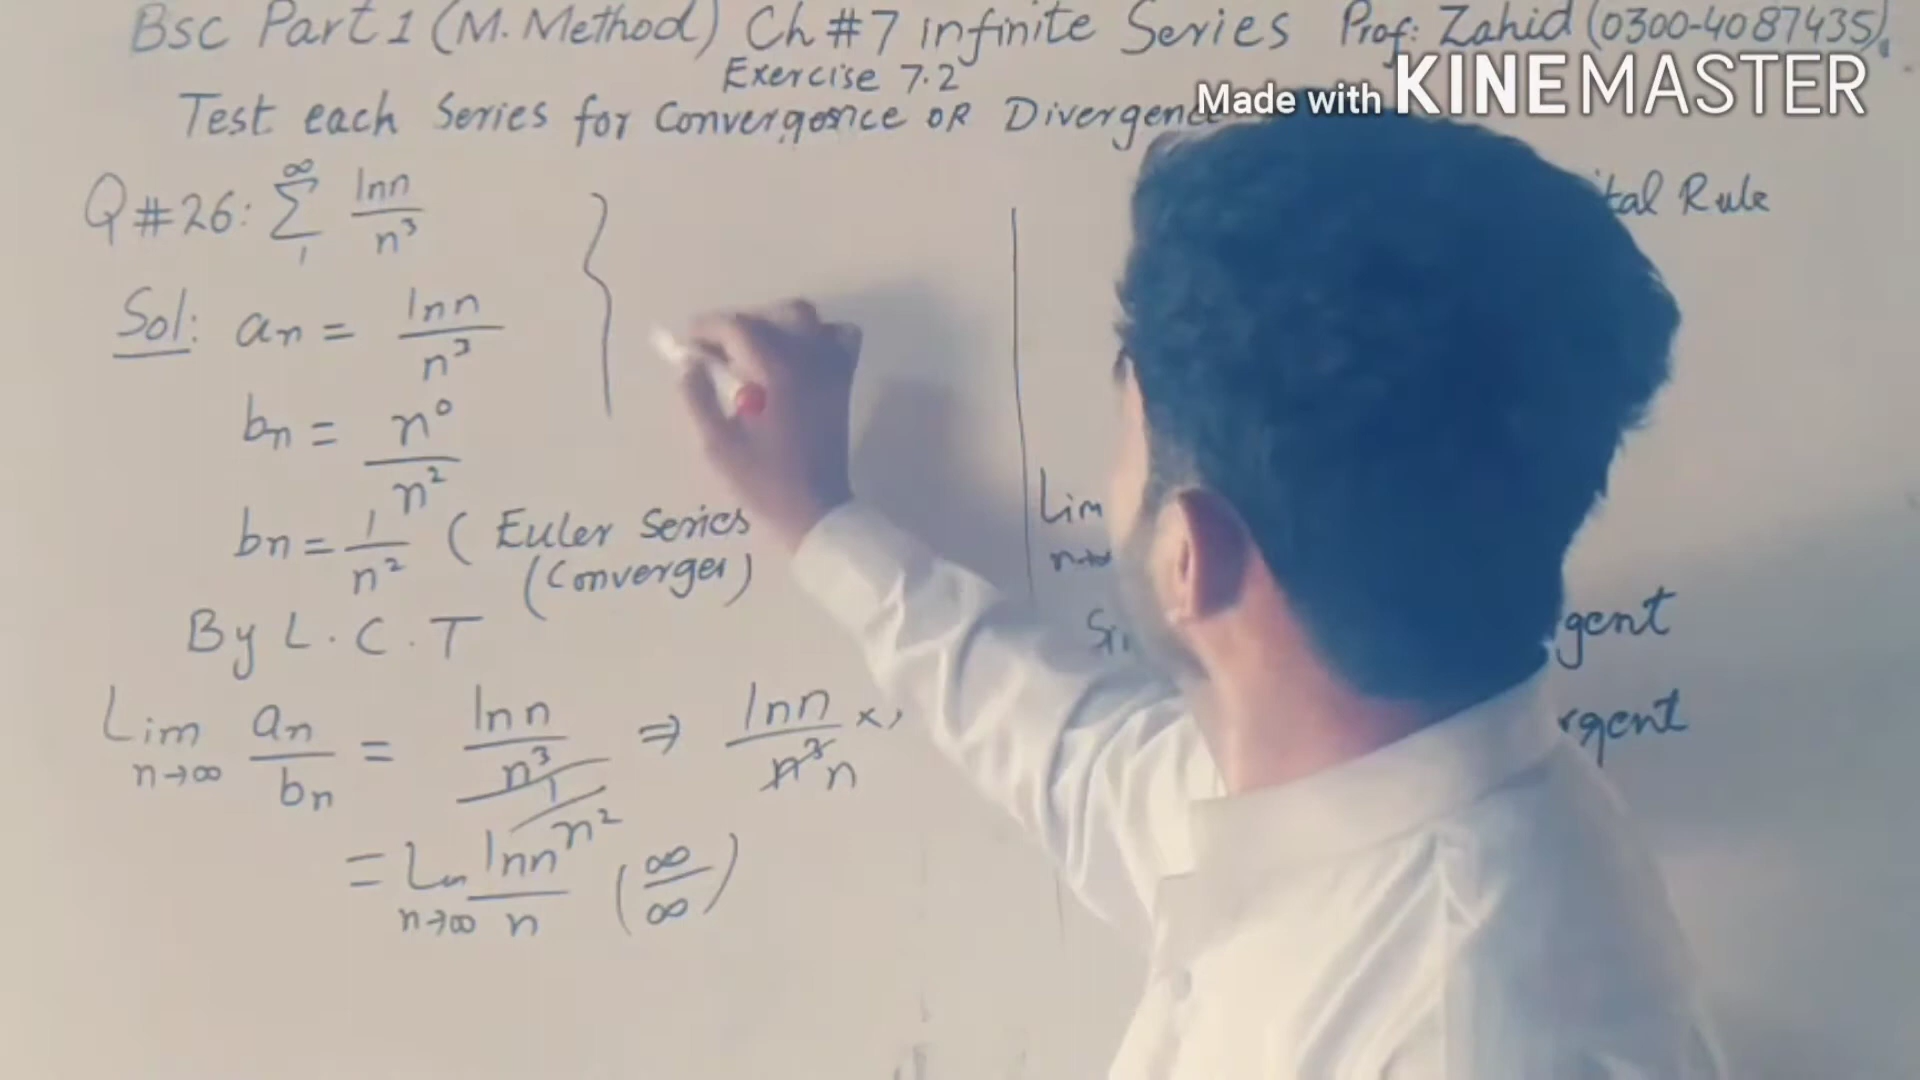 Bsc Part 1 (M. Method) Ch #7 infinite Series Prof: Zahid (0300-4087435).
Exercise 7.2
Made with KINEMASTER
Test each Series for Convergence OR Divergence
Q #26: ∞ ∑ 1 lnn / n³
tal Rule
Sol: an = lnn / n³
bn = n⁰ / n²
bn = 1 / n² ( Euler Series
(Converges)
Lim
n→∞
By L.C.T
gent
Lim n→∞ an / bn = lnn / n³ / 1 / n² ⇒ lnn / n³ n ×
rgent
= Lim n→∞ lnn / n (∞ / ∞)